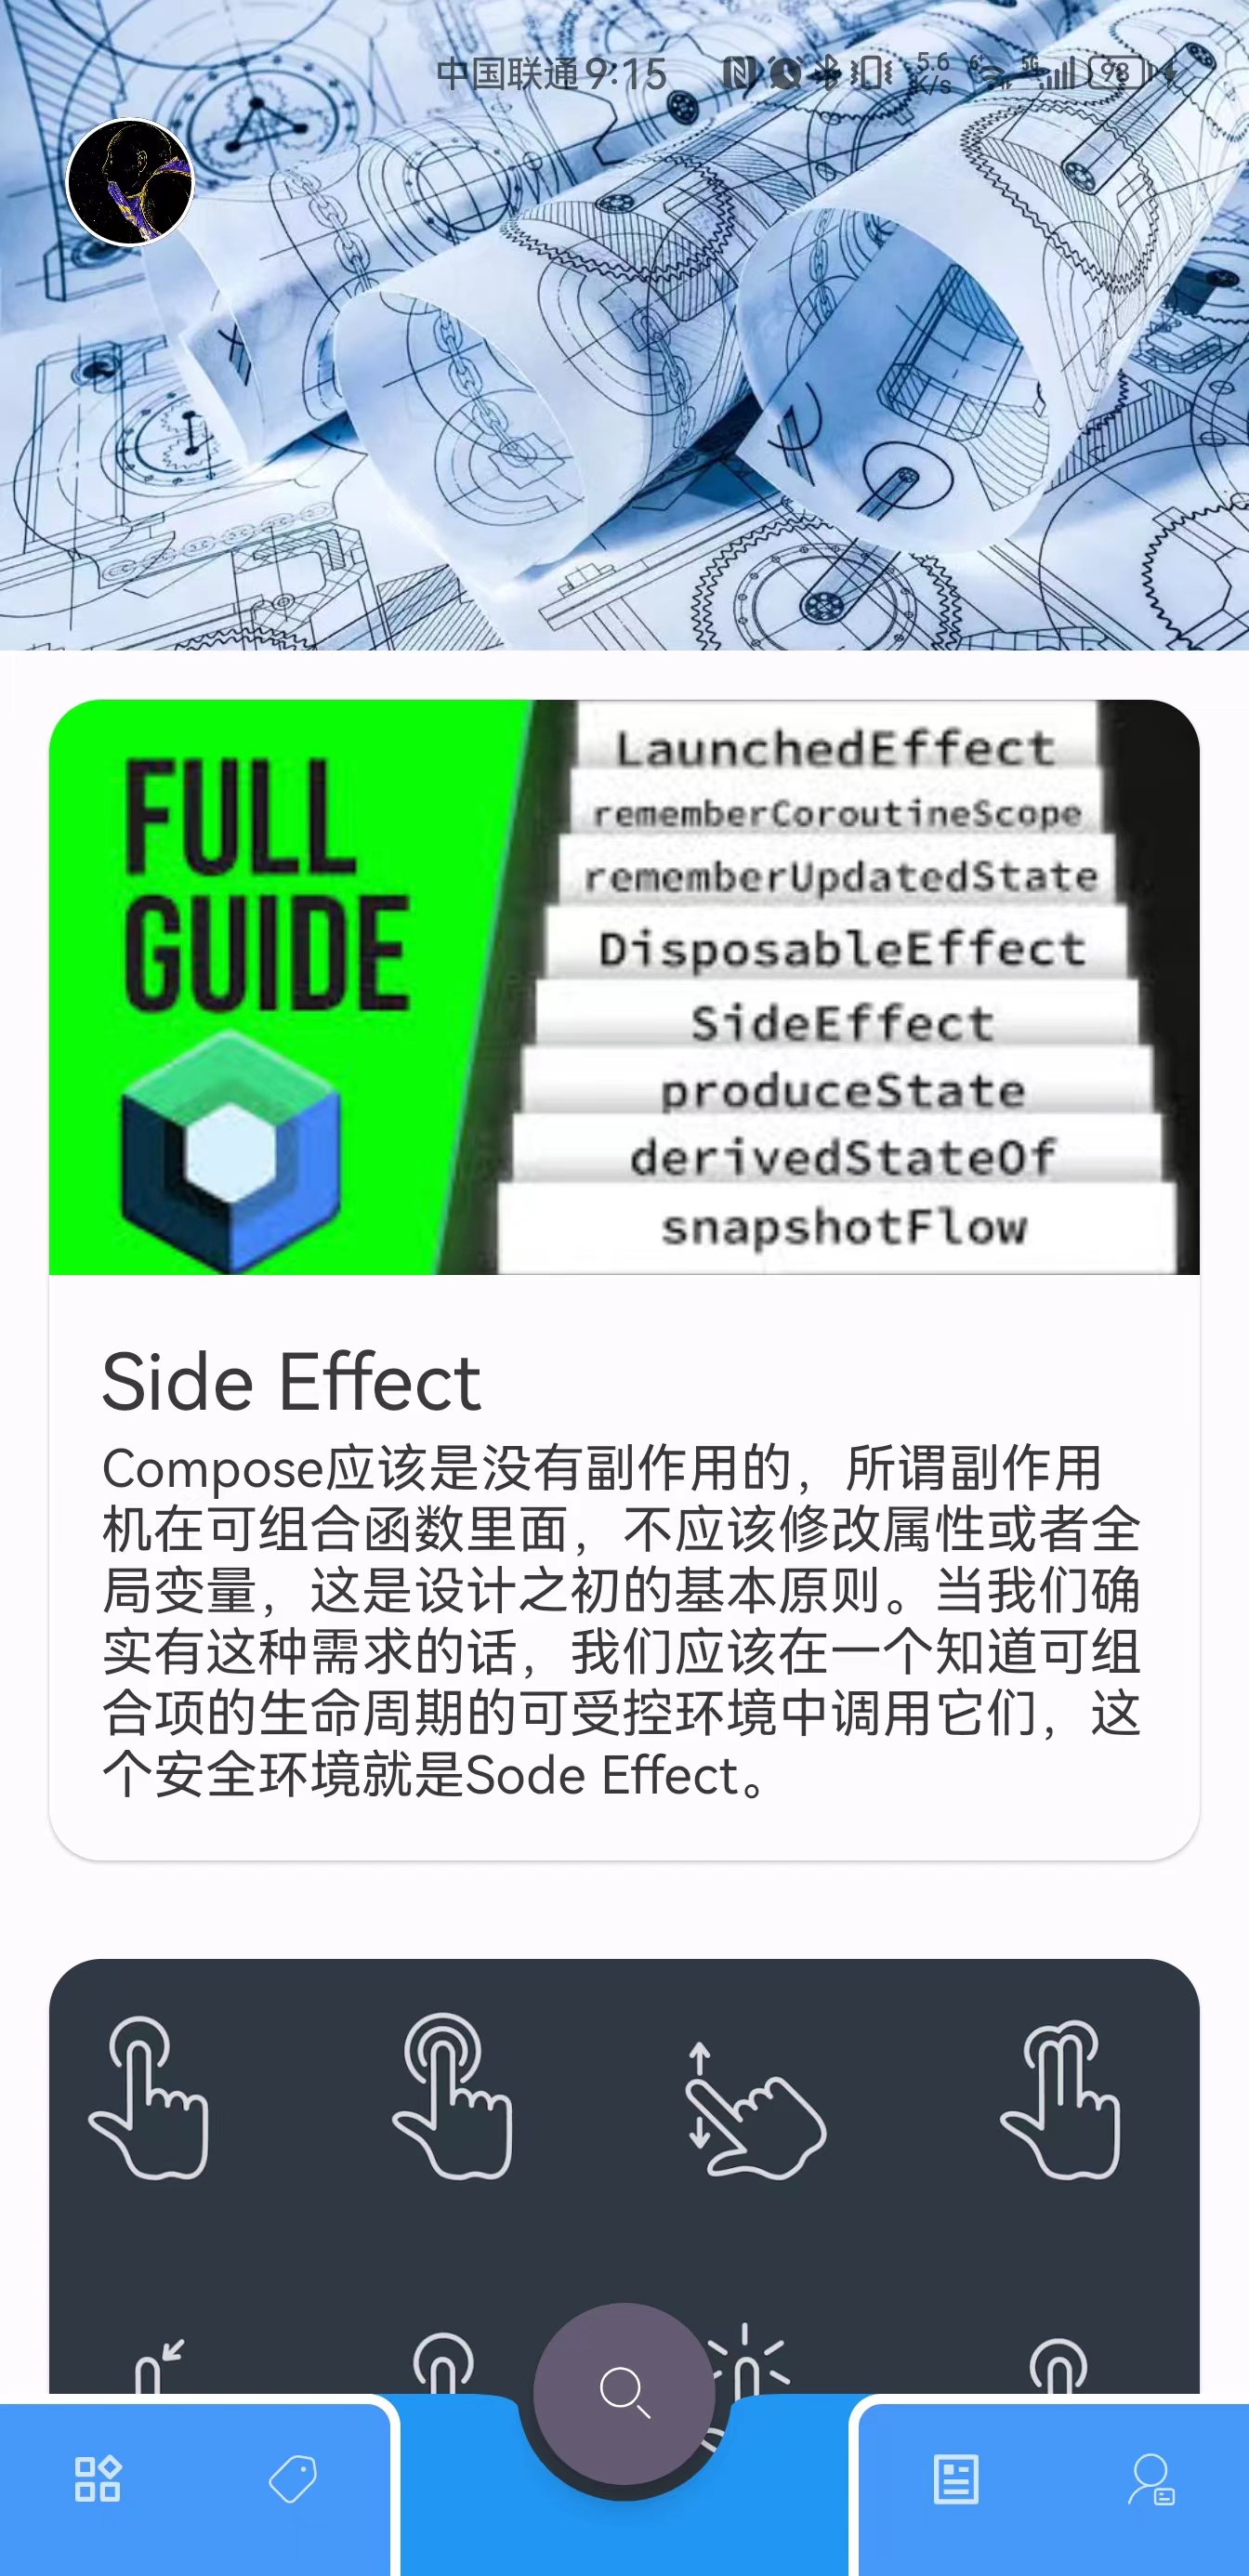 中国联通9:15
5.6
K/s
6
5G
98
FULL
GUIDE
LaunchedEffect
rememberCoroutineScope
rememberUpdatedState
DisposableEffect
SideEffect
produceState
derivedStateOf
snapshotFlow
Side Effect
Compose应该是没有副作用的，所谓副作用
机在可组合函数里面，不应该修改属性或者全
局变量，这是设计之初的基本原则。当我们确
实有这种需求的话，我们应该在一个知道可组
合项的生命周期的可受控环境中调用它们，这
个安全环境就是Sode Effect。